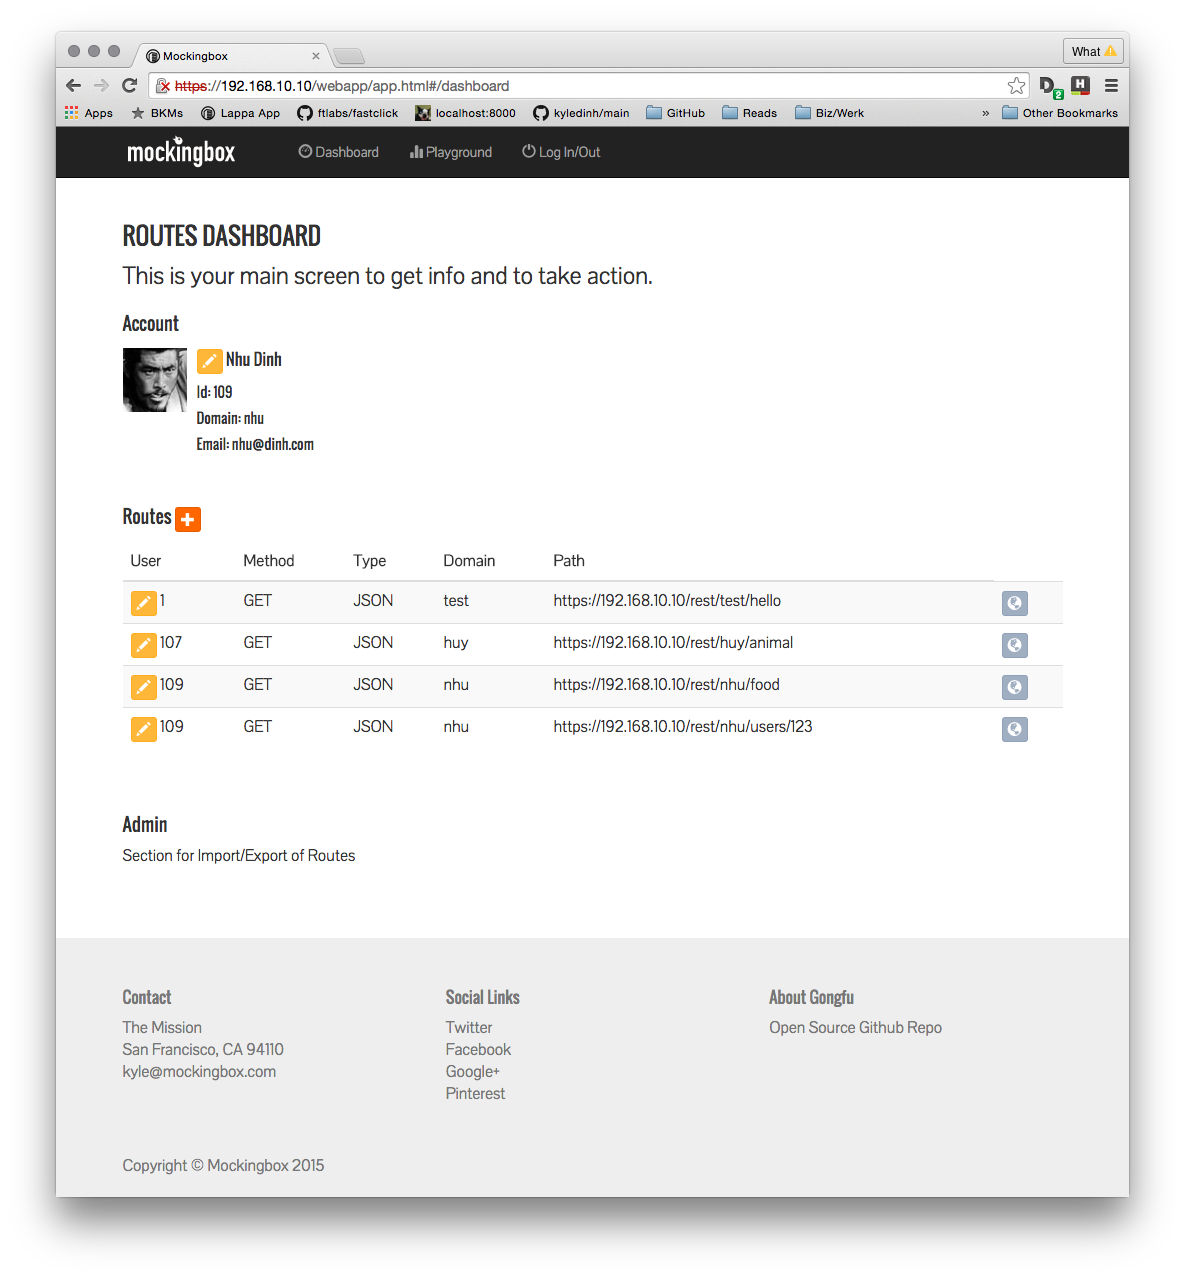 Mockingbox
What
https://192.168.10.10/webapp/app.html#/dashboard
2
H
Apps BKMs Lappa App ftlabs/fastclick localhost:8000 kyledinh/main GitHub Reads Biz/Werk » Other Bookmarks
mockingbox Dashboard Playground Log In/Out
ROUTES DASHBOARD
This is your main screen to get info and to take action.
Account
Nhu Dinh
Id: 109
Domain: nhu
Email: nhu@dinh.com
Routes
User Method Type Domain Path
1 GET JSON test https://192.168.10.10/rest/test/hello
107 GET JSON huy https://192.168.10.10/rest/huy/animal
109 GET JSON nhu https://192.168.10.10/rest/nhu/food
109 GET JSON nhu https://192.168.10.10/rest/nhu/users/123
Admin
Section for Import/Export of Routes
Contact Social Links About Gongfu
The Mission Twitter Open Source Github Repo
San Francisco, CA 94110 Facebook
kyle@mockingbox.com Google+
Pinterest
Copyright © Mockingbox 2015